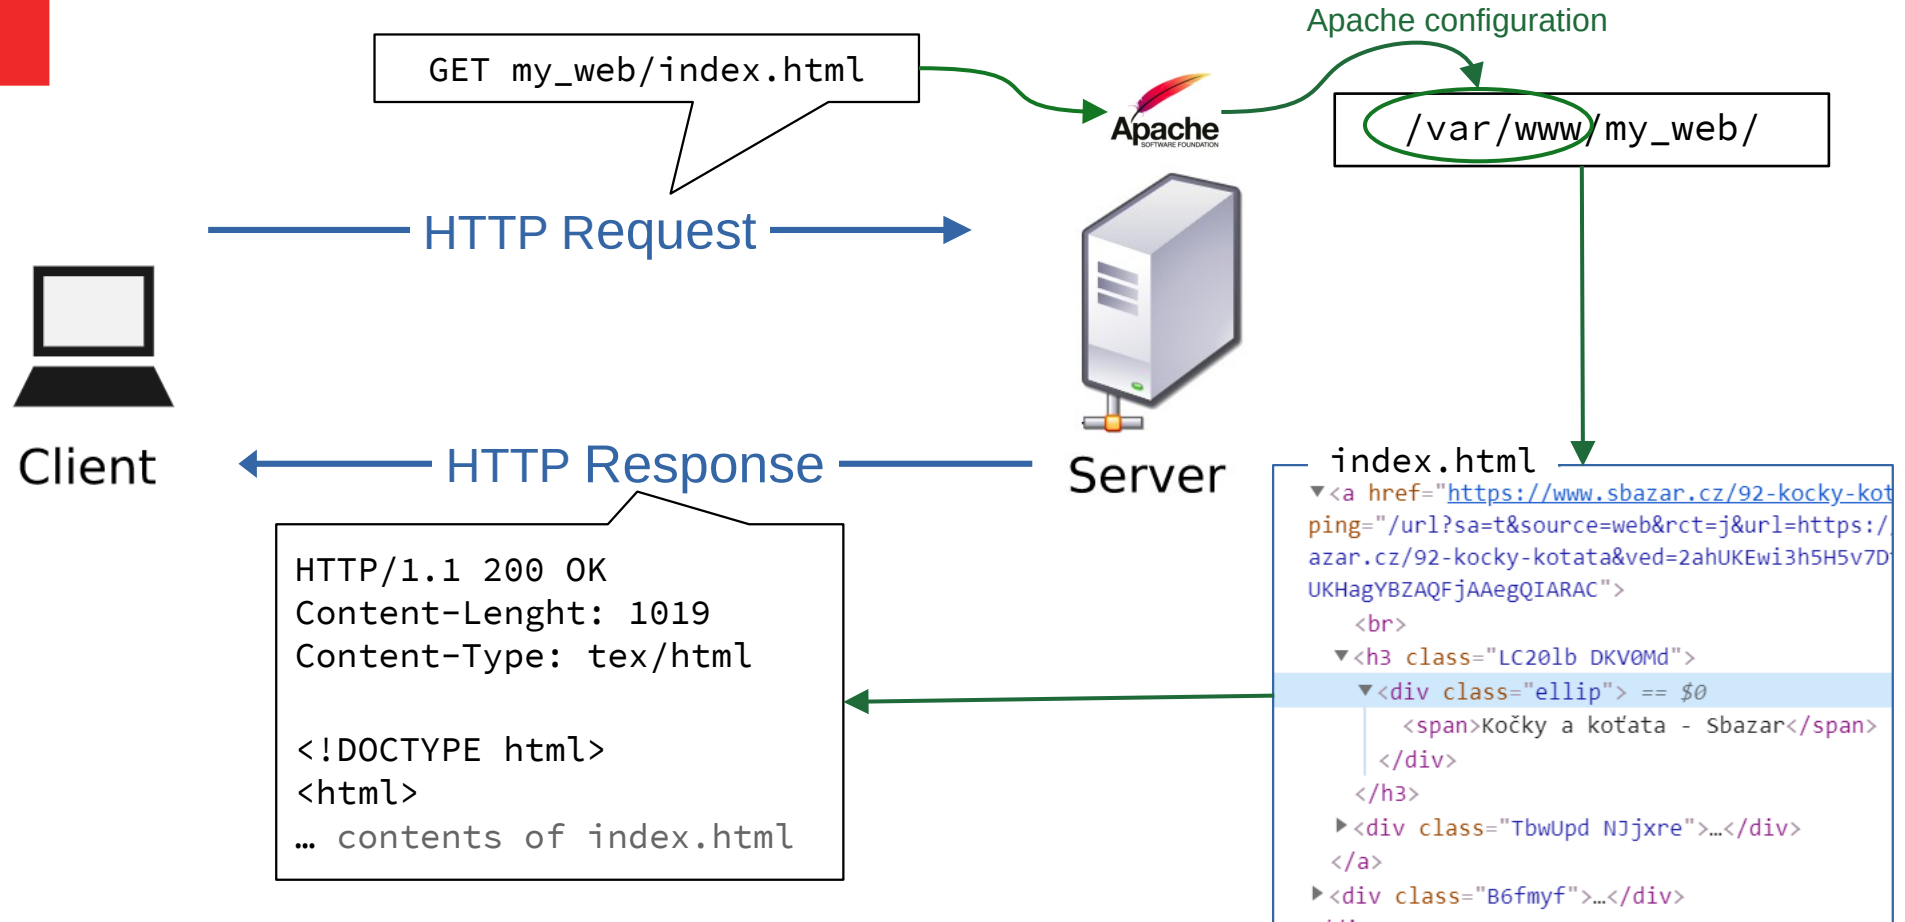 Apache configuration
GET my_web/index.html
Apache
SOFTWARE FOUNDATION
/var/www/my_web/
HTTP Request
Client
HTTP Response
Server
HTTP/1.1 200 OK
Content-Lenght: 1019
Content-Type: tex/html
<!DOCTYPE html>
<html>
… contents of index.html
index.html
▼<a href="https://www.sbazar.cz/92-kocky-kot
ping="/url?sa=t&source=web&rct=j&url=https:/
azar.cz/92-kocky-kotata&ved=2ahUKEwi3h5H5v7D
UKHagYBZAQFjAAegQIARAC">
<br>
▼<h3 class="LC20lb DKV0Md">
▼<div class="ellip"> == $0
<span>Kočky a koťata - Sbazar</span>
</div>
</h3>
▶<div class="TbwUpd NJjxre">…</div>
</a>
▶<div class="B6fmyf">…</div>